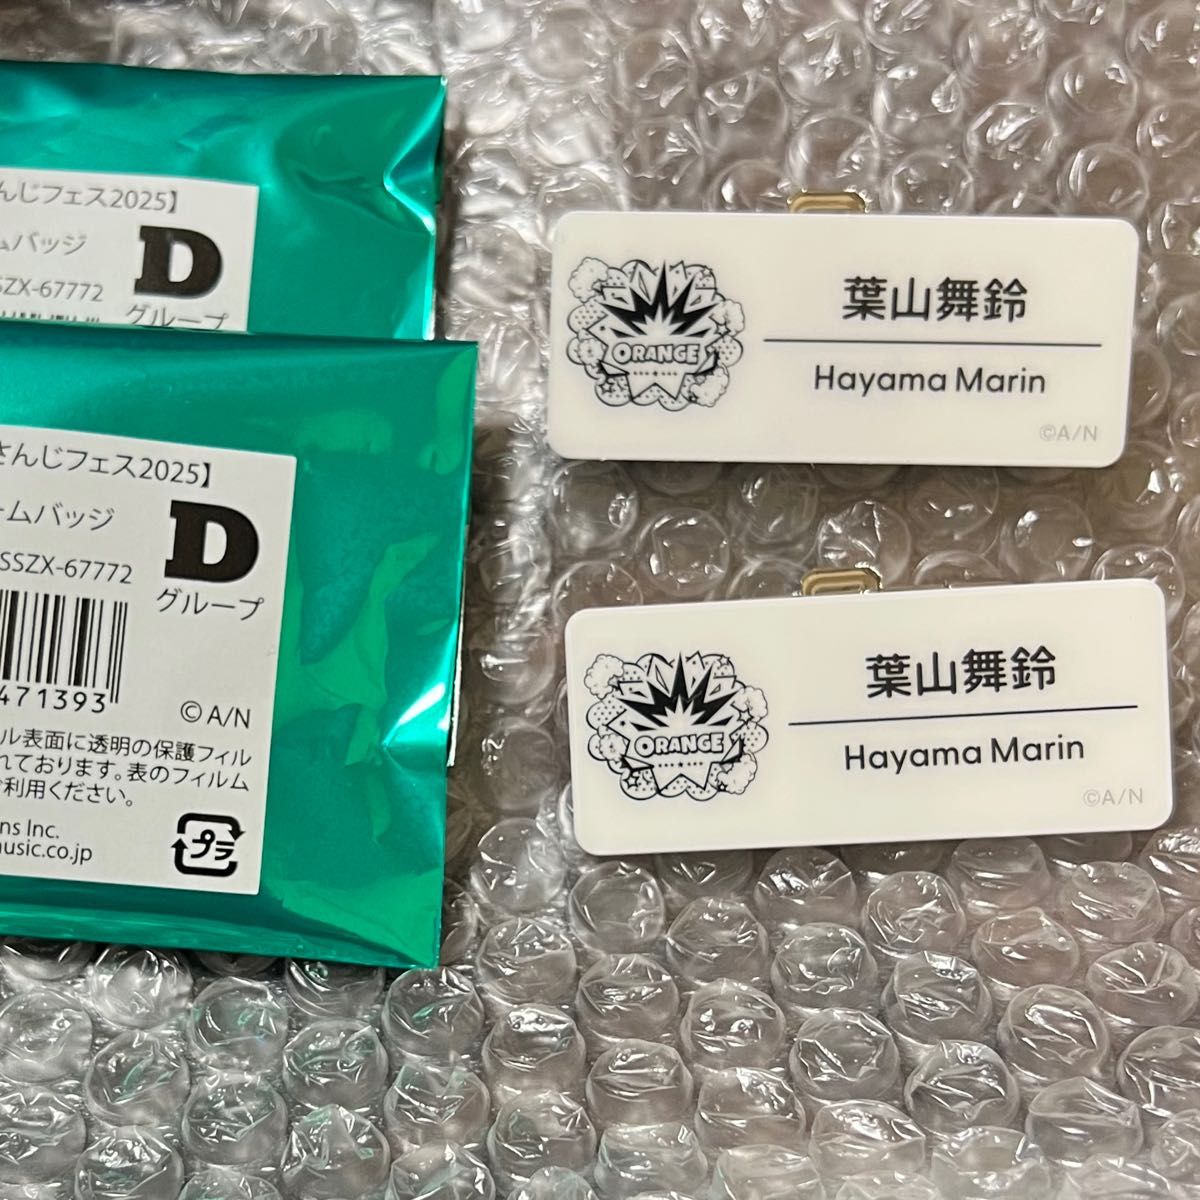 んじフェス2025】
ムバッジ
SZX-67772
D
グループ
さんじフェス2025】
ームバッジ
SSZX-67772
D
グループ
471393
©A/N
ル表面に透明の保護フィル
れております。表のフィルム
ご利用ください。
ns Inc.
music.co.jp
プラ
ORANGE
葉山舞鈴
Hayama Marin
©A/N
ORANGE
葉山舞鈴
Hayama Marin
©A/N